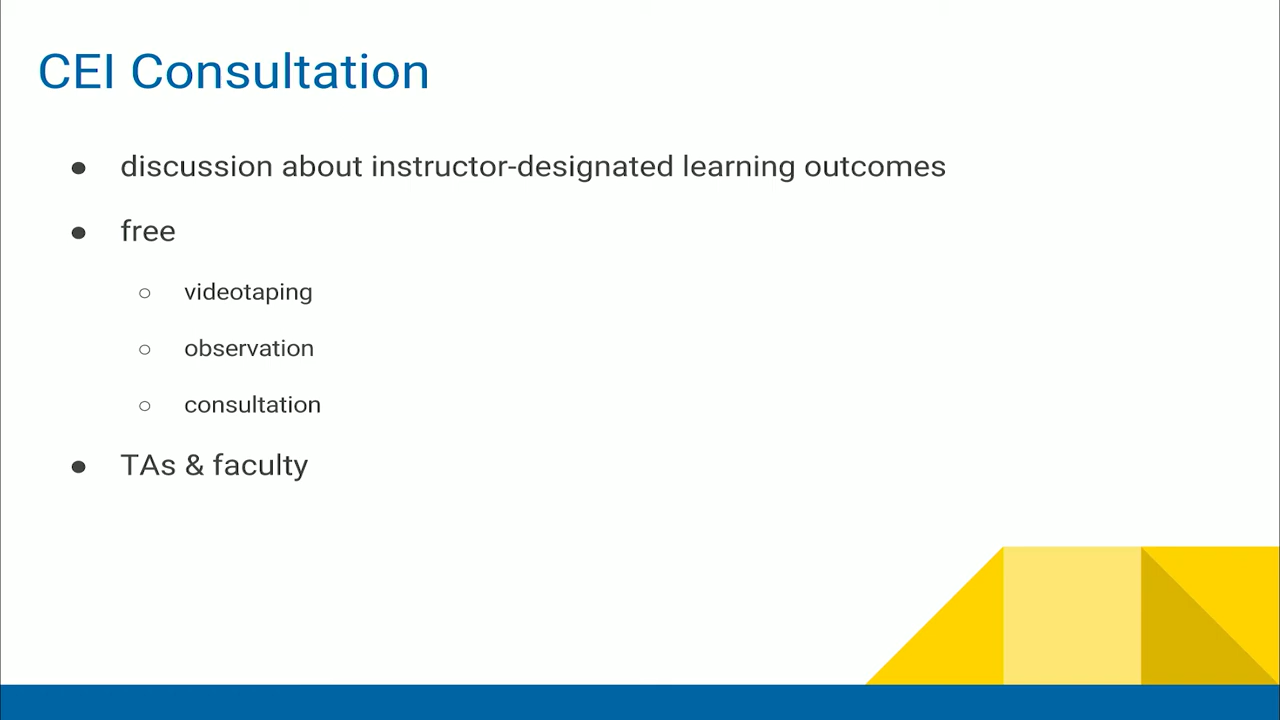 CEI Consultation
● discussion about instructor-designated learning outcomes
● free
○ videotaping
○ observation
○ consultation
● TAs & faculty